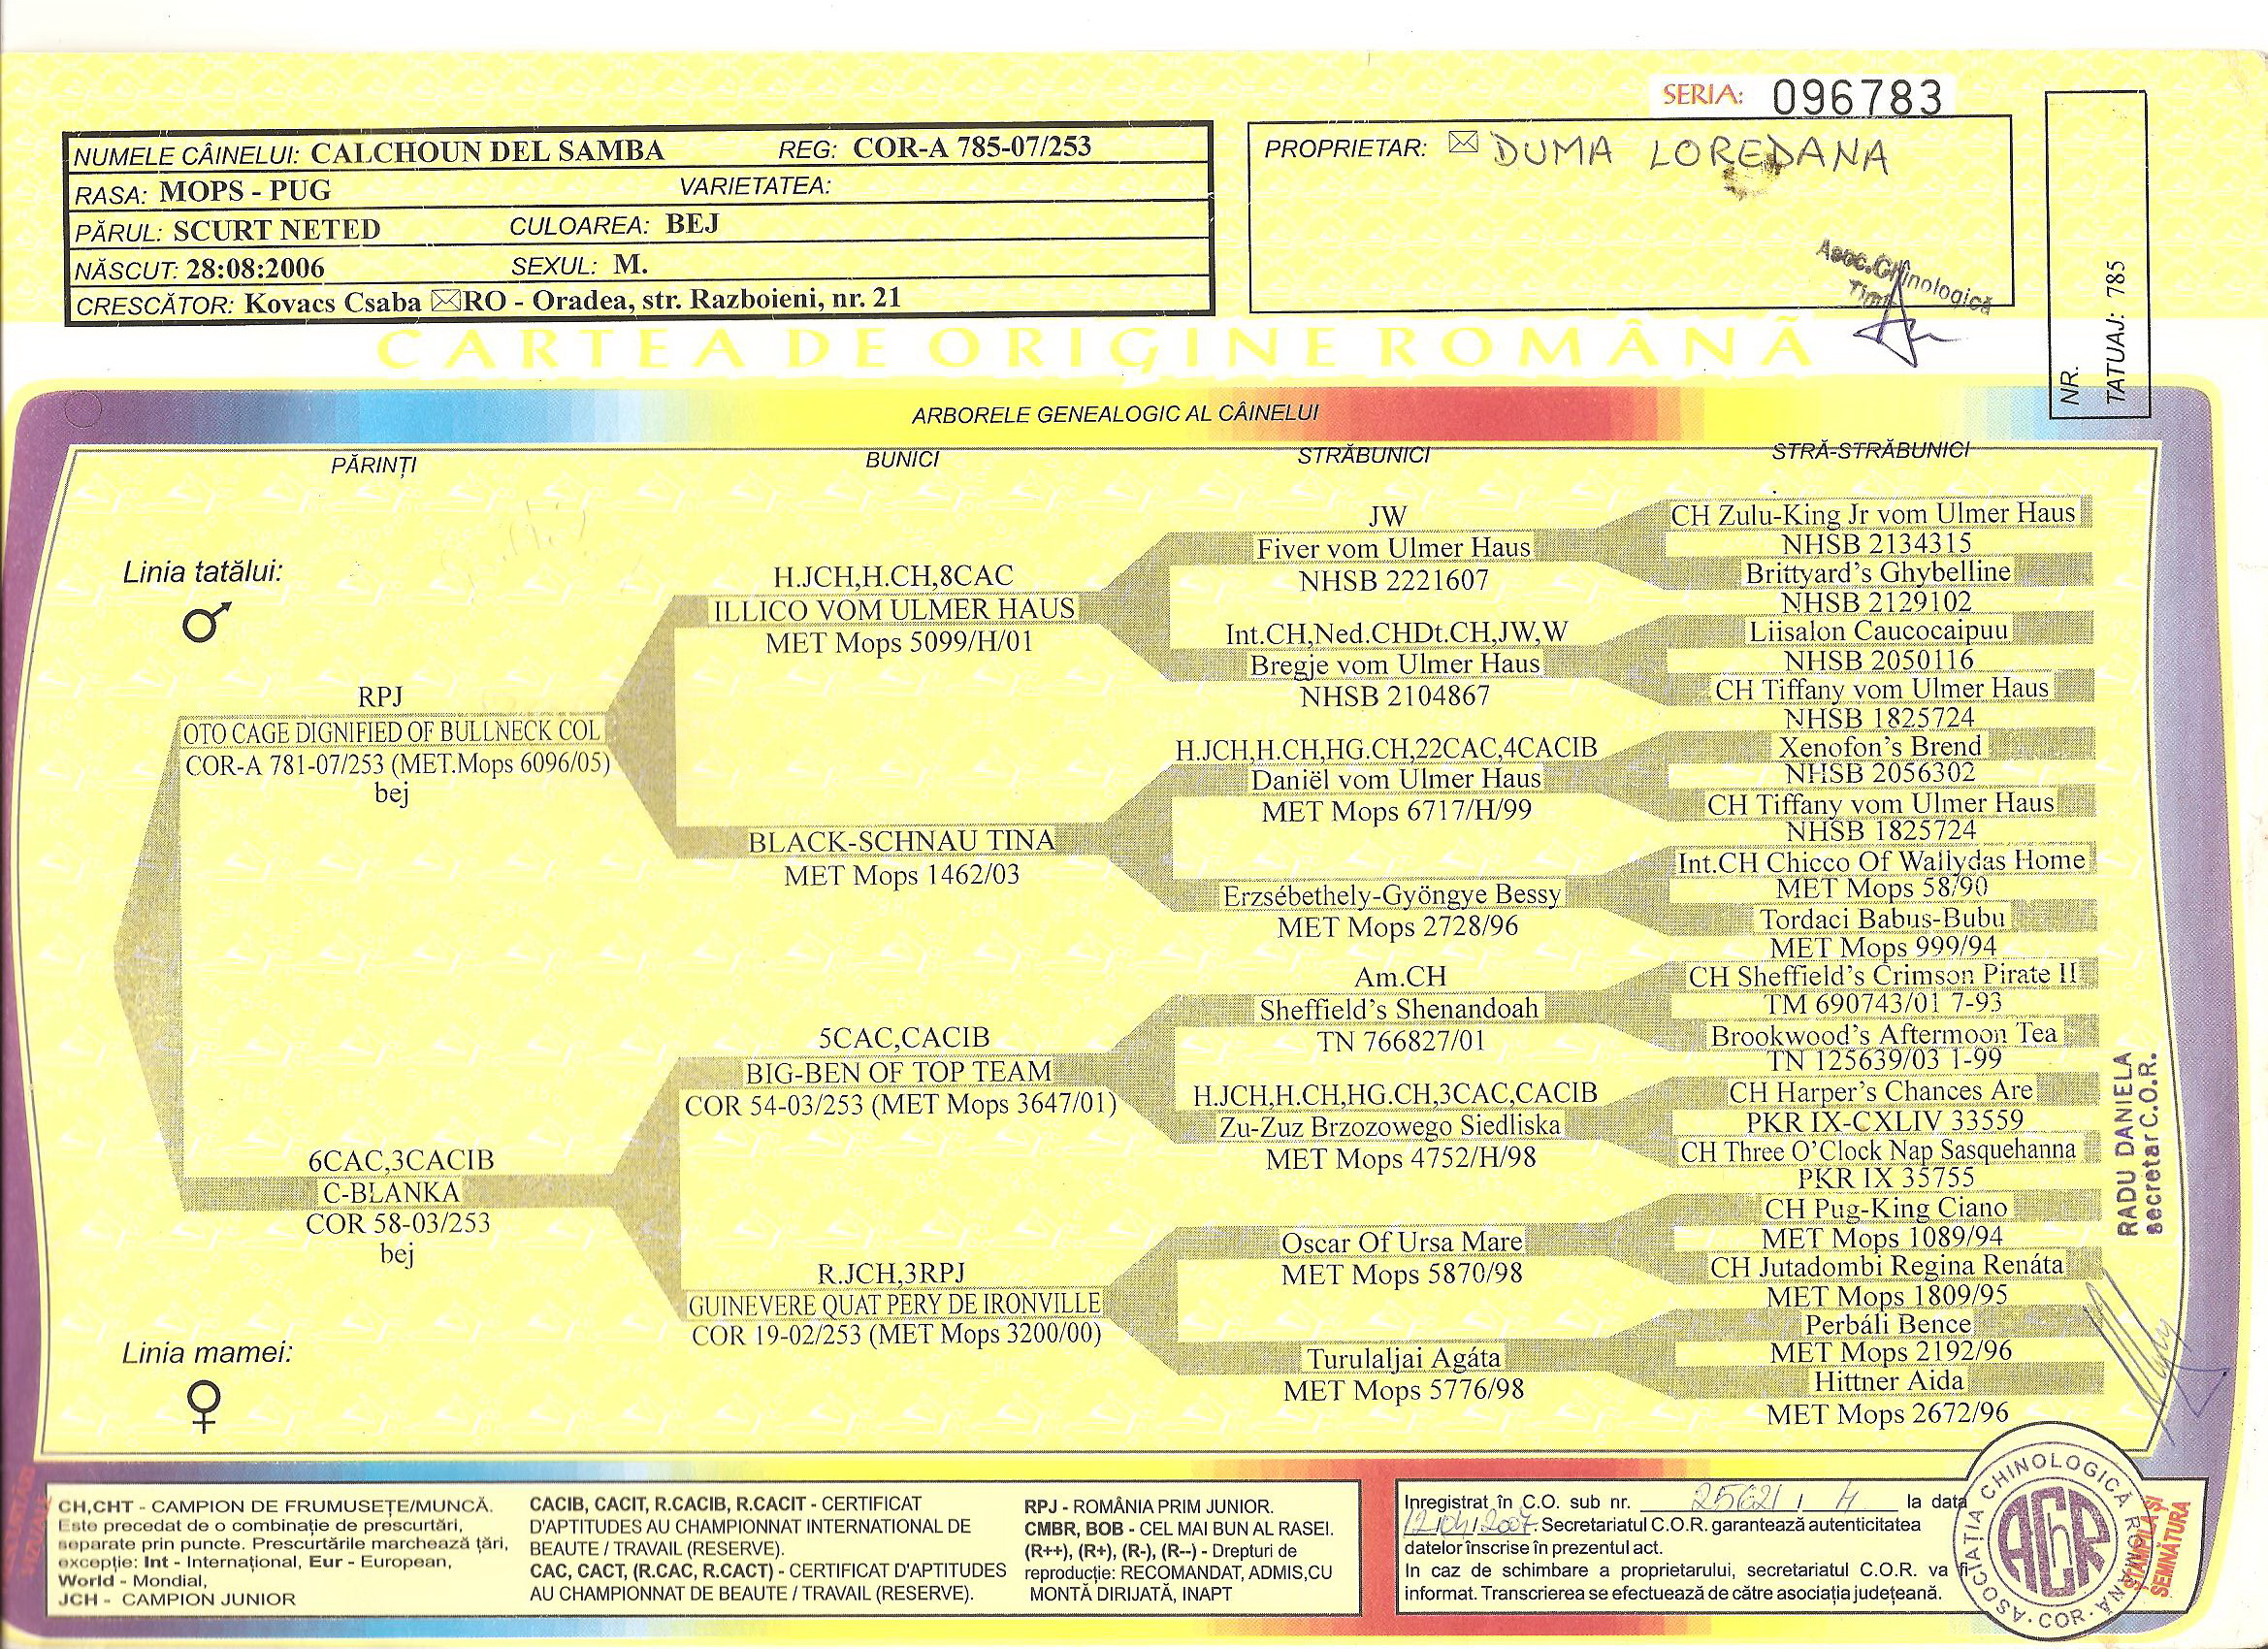 SERIA: 096783
NUMELE CÂINELUI: CALCHOUN DEL SAMBA REG: COR-A 785-07/253
RASA: MOPS - PUG VARIETATEA:
PĂRUL: SCURT NETED CULOAREA: BEJ
NĂSCUT: 28:08:2006 SEXUL: M.
CRESCĂTOR: Kovacs Csaba ✉RO - Oradea, str. Razboieni, nr. 21
PROPRIETAR: ✉ DUMA LOREDANA
Asoc. Chinologică
NR.
TATUAJ: 785
CARTEA DE ORIGINE ROMÂNĂ
ARBORELE GENEALOGIC AL CÂINELUI
PĂRINȚI BUNICI STRĂBUNICI STRĂ-STRĂBUNICI
Linia tatălui:
♂
RPJ
OTO CAGE DIGNIFIED OF BULLNECK COL
COR-A 781-07/253 (MET.Mops 6096/05)
bej
6CAC,3CACIB
C-BLANKA
COR 58-03/253
bej
Linia mamei:
♀
H.JCH,H.CH,8CAC
ILLICO VOM ULMER HAUS
MET Mops 5099/H/01
BLACK-SCHNAU TINA
MET Mops 1462/03
5CAC,CACIB
BIG-BEN OF TOP TEAM
COR 54-03/253 (MET Mops 3647/01)
R.JCH,3RPJ
GUINEVERE QUAT PERY DE IRONVILLE
COR 19-02/253 (MET Mops 3200/00)
JW
Fiver vom Ulmer Haus
NHSB 2221607
Int.CH,Ned.CHDt.CH,JW,W
Bregje vom Ulmer Haus
NHSB 2104867
H.JCH,H.CH,HG.CH,22CAC,4CACIB
Daniël vom Ulmer Haus
MET Mops 6717/H/99
Erzsébethely-Gyöngye Bessy
MET Mops 2728/96
Am.CH
Sheffield's Shenandoah
TN 766827/01
H.JCH,H.CH,HG.CH,3CAC,CACIB
Zu-Zuz Brzozowego Siedliska
MET Mops 4752/H/98
Oscar Of Ursa Mare
MET Mops 5870/98
Turulaljai Agáta
MET Mops 5776/98
CH Zulu-King Jr vom Ulmer Haus
NHSB 2134315
Brittyard's Ghybelline
NHSB 2129102
Liisalon Caucocaipuu
NHSB 2050116
CH Tiffany vom Ulmer Haus
NHSB 1825724
Xenofon's Brend
NHSB 2056302
CH Tiffany vom Ulmer Haus
NHSB 1825724
Int.CH Chicco Of Wallydas Home
MET Mops 58/90
Tordaci Babus-Bubu
MET Mops 999/94
CH Sheffield's Crimson Pirate II
TM 690743/01 7-93
Brookwood's Aftermoon Tea
TN 125639/03 1-99
CH Harper's Chances Are
PKR IX-CXLIV 33559
CH Three O'Clock Nap Sasquehanna
PKR IX 35755
CH Pug-King Ciano
MET Mops 1089/94
CH Jutadombi Regina Renáta
MET Mops 1809/95
Perbáli Bence
MET Mops 2192/96
Hittner Aida
MET Mops 2672/96
RADU DANIELA
secretar C.O.R.
CH,CHT - CAMPION DE FRUMUSEȚE/MUNCĂ.
Este precedat de o combinație de prescurtări,
separate prin puncte. Prescurtările marchează țări,
excepție: Int - Internațional, Eur - European,
World - Mondial,
JCH - CAMPION JUNIOR
CACIB, CACIT, R.CACIB, R.CACIT - CERTIFICAT
D'APTITUDES AU CHAMPIONNAT INTERNATIONAL DE
BEAUTE / TRAVAIL (RESERVE).
CAC, CACT, (R.CAC, R.CACT) - CERTIFICAT D'APTITUDES
AU CHAMPIONNAT DE BEAUTE / TRAVAIL (RESERVE).
RPJ - ROMÂNIA PRIM JUNIOR.
CMBR, BOB - CEL MAI BUN AL RASEI.
(R++), (R+), (R-), (R--) - Drepturi de
reproducție: RECOMANDAT, ADMIS,CU
MONTĂ DIRIJATĂ, INAPT
Inregistrat în C.O. sub nr. 25621 / 4 la data
12/04/2007. Secretariatul C.O.R. garantează autenticitatea
datelor înscrise în prezentul act.
In caz de schimbare a proprietarului, secretariatul C.O.R. va fi
informat. Transcrierea se efectuează de către asociația județeană.
ASOCIAȚIA CHINOLOGICĂ ROMÂNĂ · COR ·
AChR
ȘTAMPILA ȘI
SEMNĂTURA